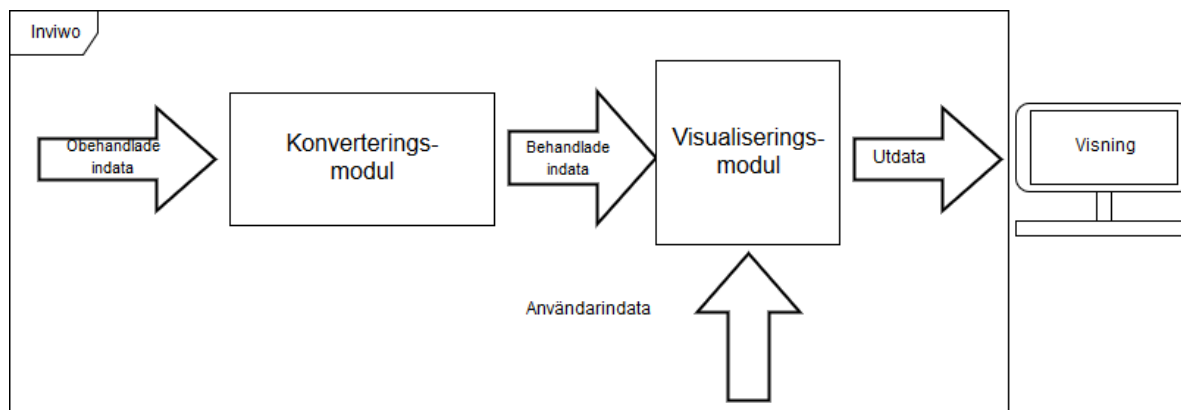 Inviwo
Obehandlade
indata
Konverterings-
modul
Behandlade
indata
Visualiserings-
modul
Utdata
Visning
Användarindata